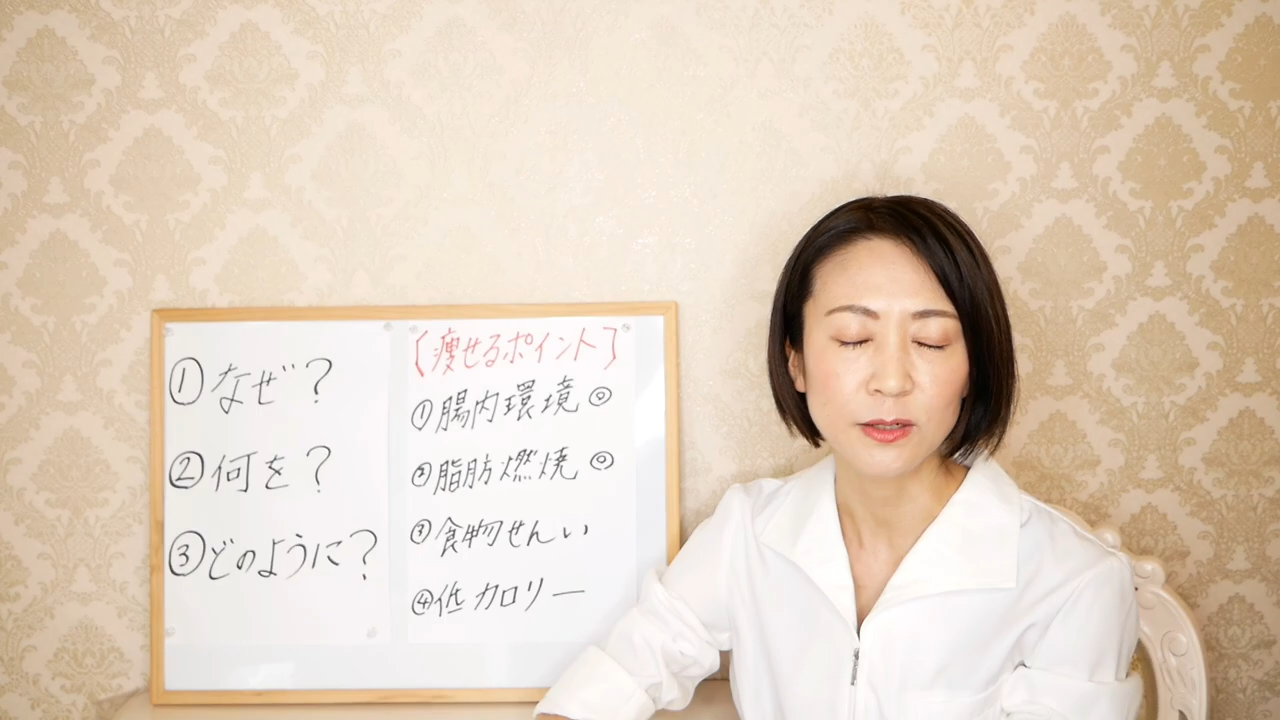 ①なぜ?
②何を?
③どのように?
【痩せるポイント】
①腸内環境◎
②脂肪燃焼◎
③食物せんい
④低カロリー